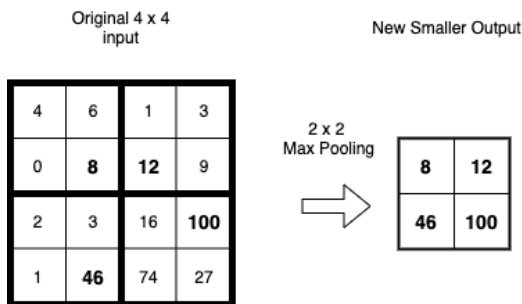 Original 4 x 4
input
New Smaller Output
4 6 1 3
0 8 12 9
2 3 16 100
1 46 74 27
2 x 2
Max Pooling
8 12
46 100